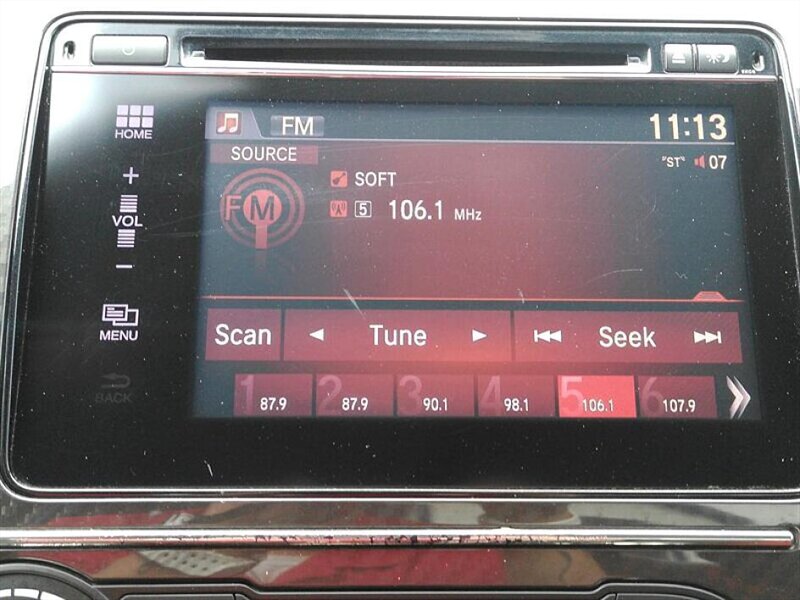 FM 11:13
SOURCE "ST" 07
FM SOFT
5 106.1 MHz
Scan Tune Seek
1 87.9 2 87.9 3 90.1 4 98.1 5 106.1 6 107.9
HOME
+
VOL
−
MENU
BACK